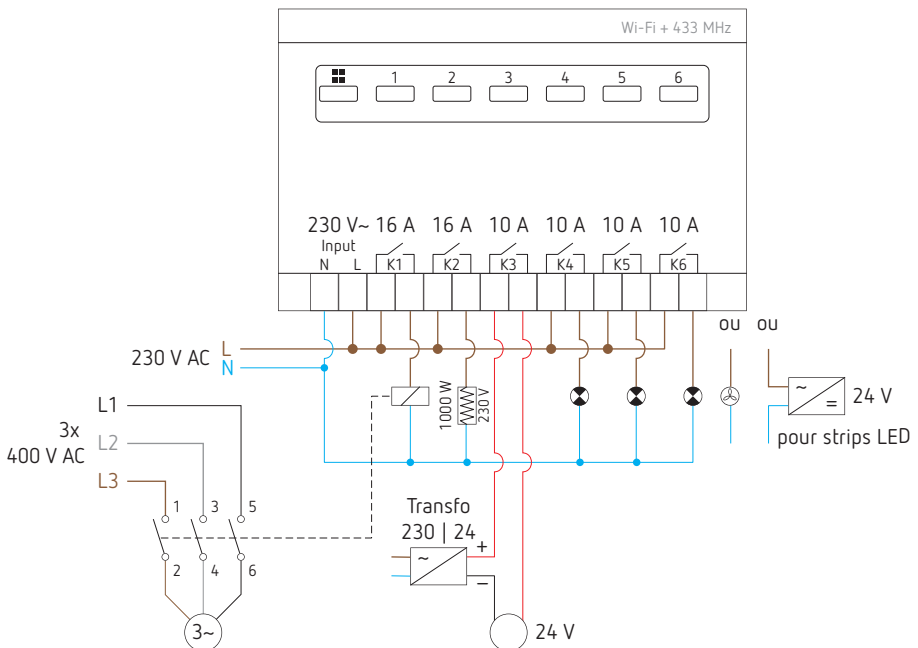 Wi-Fi + 433 MHz
1 2 3 4 5 6
230 V~ 16 A 16 A 10 A 10 A 10 A 10 A
Input
N L K1 K2 K3 K4 K5 K6
ou ou
230 V AC L
N
1000 W
230 V
~
=
24 V
pour strips LED
L1
3x
400 V AC
L2
L3
1 3 5
2 4 6
3~
Transfo
230 | 24
~
+
−
24 V